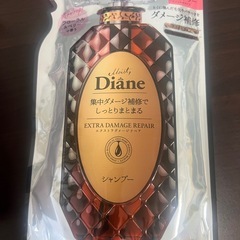 ダメージ補修
Moist
Diane
集中ダメージ補修で
しっとりまとまる
EXTRA DAMAGE REPAIR
エクストラダメージリペア
シャンプー